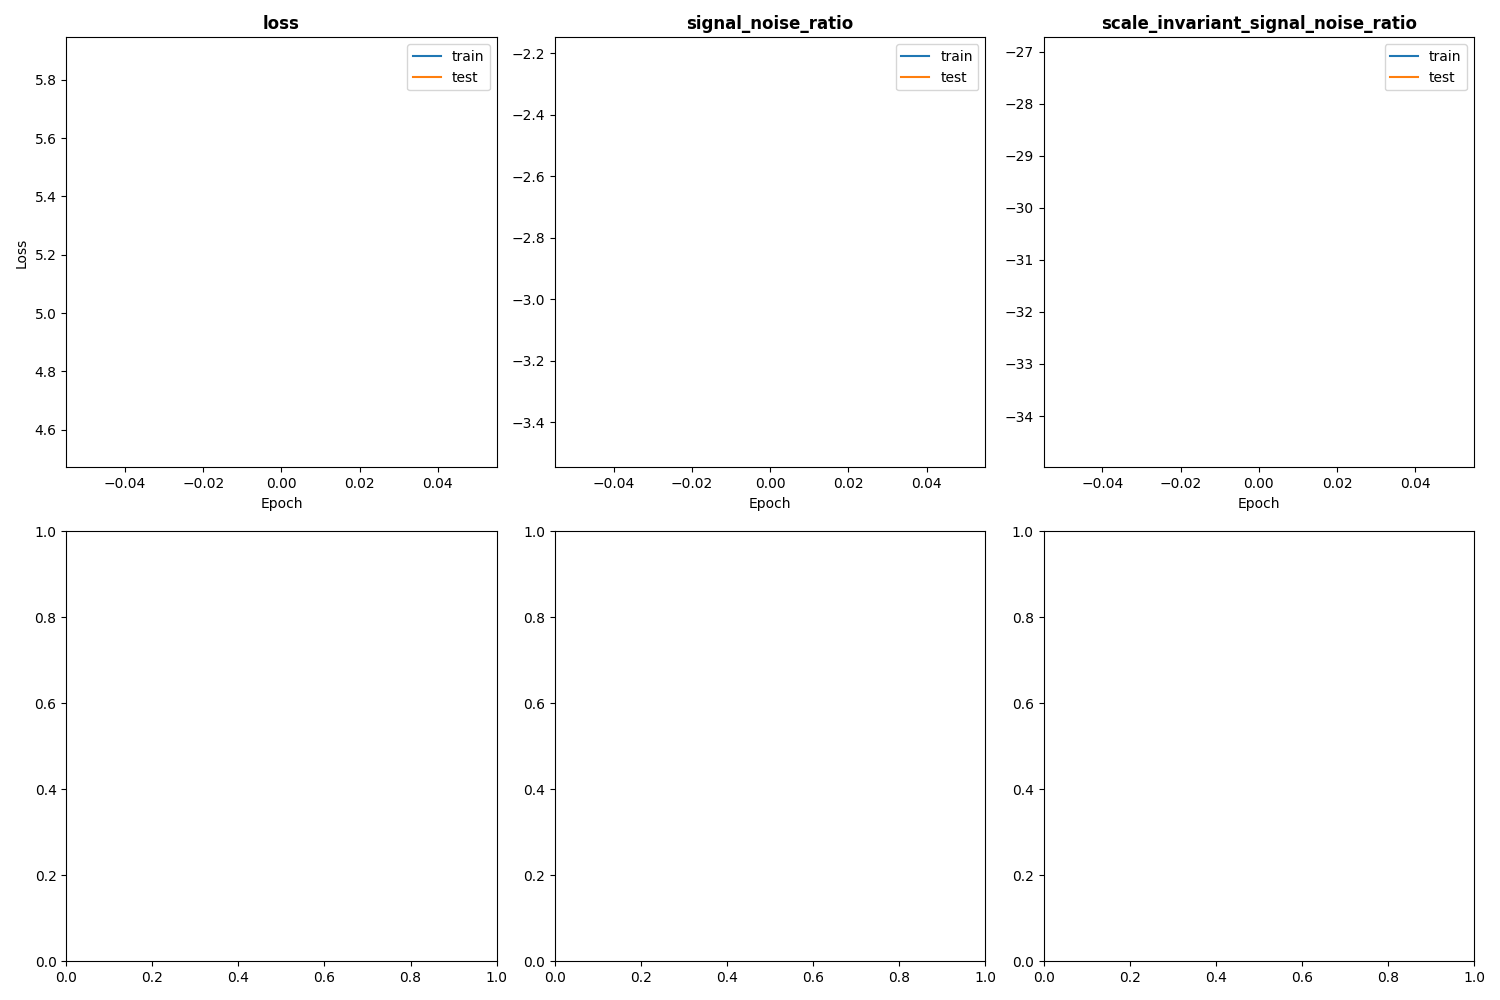 loss
signal_noise_ratio
scale_invariant_signal_noise_ratio
train
test
train
test
train
test
5.8
5.6
5.4
5.2
5.0
4.8
4.6
Loss
−0.04 −0.02 0.00 0.02 0.04
Epoch
−2.2
−2.4
−2.6
−2.8
−3.0
−3.2
−3.4
−0.04 −0.02 0.00 0.02 0.04
Epoch
−27
−28
−29
−30
−31
−32
−33
−34
−0.04 −0.02 0.00 0.02 0.04
Epoch
1.0
0.8
0.6
0.4
0.2
0.0
0.0 0.2 0.4 0.6 0.8 1.0
1.0
0.8
0.6
0.4
0.2
0.0
0.0 0.2 0.4 0.6 0.8 1.0
1.0
0.8
0.6
0.4
0.2
0.0
0.0 0.2 0.4 0.6 0.8 1.0